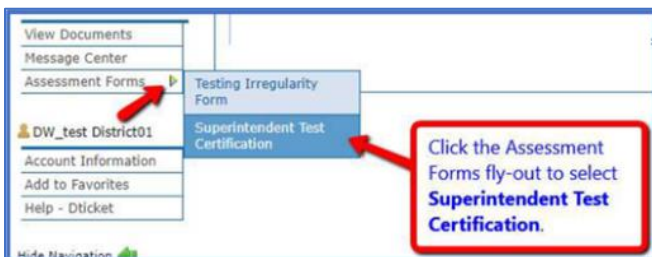 View Documents
Message Center
Assessment Forms
Testing Irregularity
Form
Superintendent Test
Certification
DW_test District01
Account Information
Add to Favorites
Help - Dticket
Hide Navigation
Click the Assessment
Forms fly-out to select
Superintendent Test
Certification.